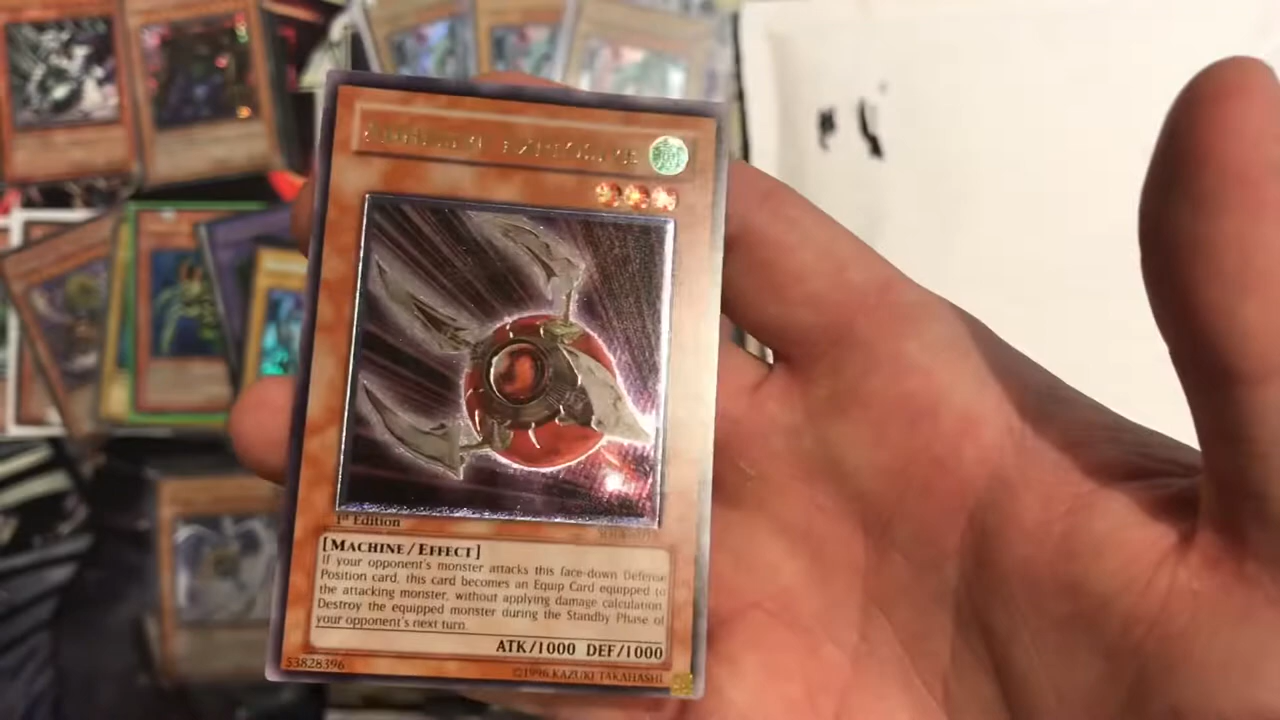 1st Edition
[MACHINE/EFFECT]
If your opponent's monster attacks this face-down Defense
Position card, this card becomes an Equip Card equipped to
the attacking monster, without applying damage calculation.
Destroy the equipped monster during the Standby Phase of
your opponent's next turn.
ATK/1000 DEF/1000
53828396
©1996 KAZUKI TAKAHASHI